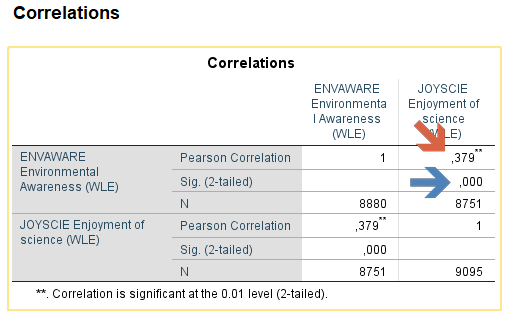 Correlations
Correlations
ENVAWARE
Environmenta
l Awareness
(WLE)
JOYSCIE
Enjoyment of
science
(WLE)
ENVAWARE
Environmental
Awareness (WLE)
Pearson Correlation 1 ,379**
Sig. (2-tailed) ,000
N 8880 8751
JOYSCIE Enjoyment of
science (WLE)
Pearson Correlation ,379** 1
Sig. (2-tailed) ,000
N 8751 9095
**. Correlation is significant at the 0.01 level (2-tailed).